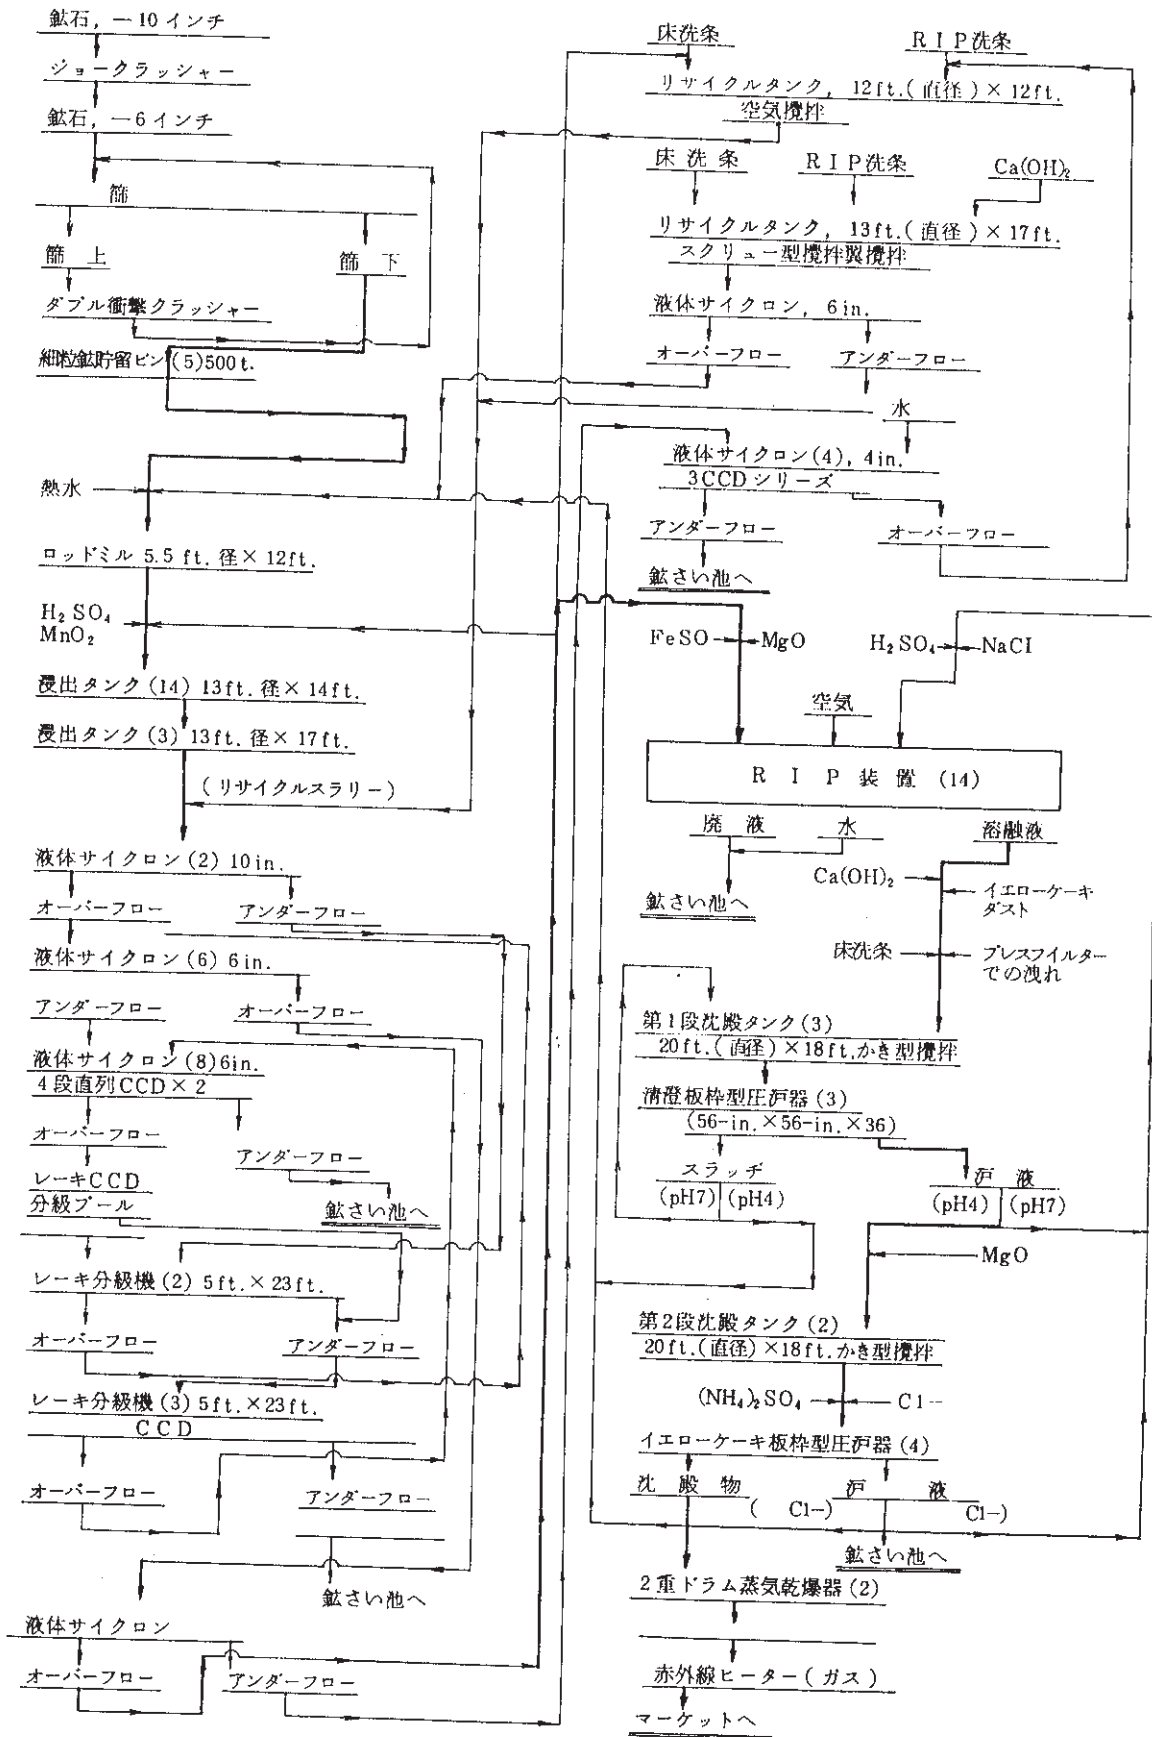 鉱石, −10インチ
ジョークラッシャー
鉱石, −6インチ
篩
篩 上
篩 下
ダブル衝撃クラッシャー
細粒鉱貯留ビン(5)500t.
熱水
ロッドミル 5.5 ft. 径×12ft.
H₂SO₄
MnO₂
浸出タンク(14) 13ft. 径×14ft.
浸出タンク(3) 13ft. 径×17ft.
(リサイクルスラリー)
液体サイクロン(2) 10in.
オーバーフロー
アンダーフロー
液体サイクロン(6) 6in.
アンダーフロー
オーバーフロー
液体サイクロン(8)6in.
4段直列CCD×2
オーバーフロー
アンダーフロー
レーキCCD
分級プール
鉱さい池へ
レーキ分級機(2) 5ft.×23ft.
オーバーフロー
アンダーフロー
レーキ分級機(3) 5ft.×23ft.
CCD
オーバーフロー
アンダーフロー
鉱さい池へ
液体サイクロン
オーバーフロー
アンダーフロー
床洗条
RIP洗条
リサイクルタンク, 12ft.(直径)×12ft.
空気攪拌
床洗条
RIP洗条
Ca(OH)₂
リサイクルタンク, 13ft.(直径)×17ft.
スクリュー型攪拌翼攪拌
液体サイクロン, 6in.
オーバーフロー
アンダーフロー
水
液体サイクロン(4), 4in.
3CCDシリーズ
アンダーフロー
オーバーフロー
鉱さい池へ
FeSO
MgO
H₂SO₄
NaCl
空気
RIP装置 (14)
廃液
水
溶融液
Ca(OH)₂
イエローケーキ
ダスト
鉱さい池へ
床洗条
プレスフィルター
での洩れ
第1段沈殿タンク(3)
20ft.(直径)×18ft.かき型攪拌
清澄板枠型圧沪器(3)
(56-in.×56-in.×36)
スラッヂ
(pH7) (pH4)
沪 液
(pH4) (pH7)
MgO
第2段沈殿タンク(2)
20ft.(直径)×18ft.かき型攪拌
(NH₄)₂SO₄
Cl−
イエローケーキ板枠型圧沪器(4)
沈殿物
( Cl−)
沪 液
Cl−)
鉱さい池へ
2重ドラム蒸気乾爆器(2)
赤外線ヒーター(ガス)
マーケットへ